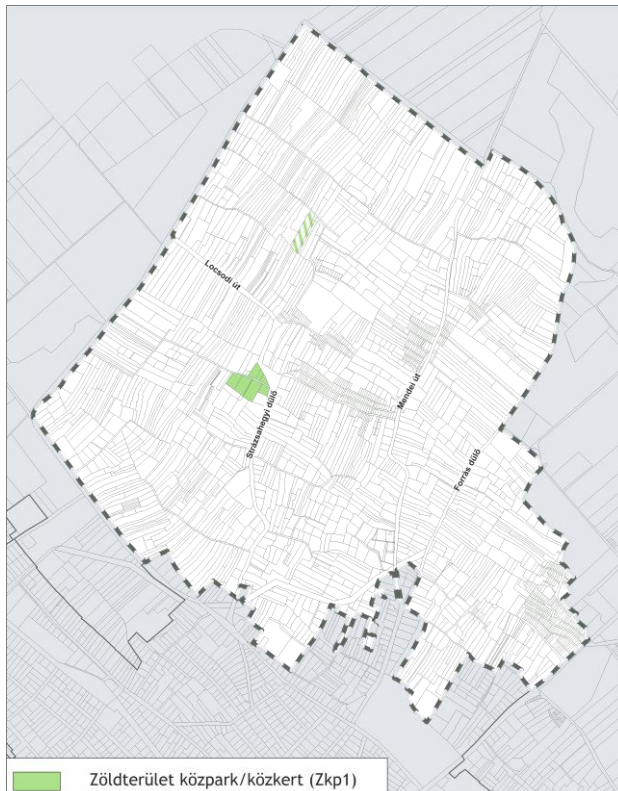 Locsodi út
Strázsahegyi dűlő
Mendei út
Forrás dűlő
Zöldterület közpark/közkert (Zkp1)